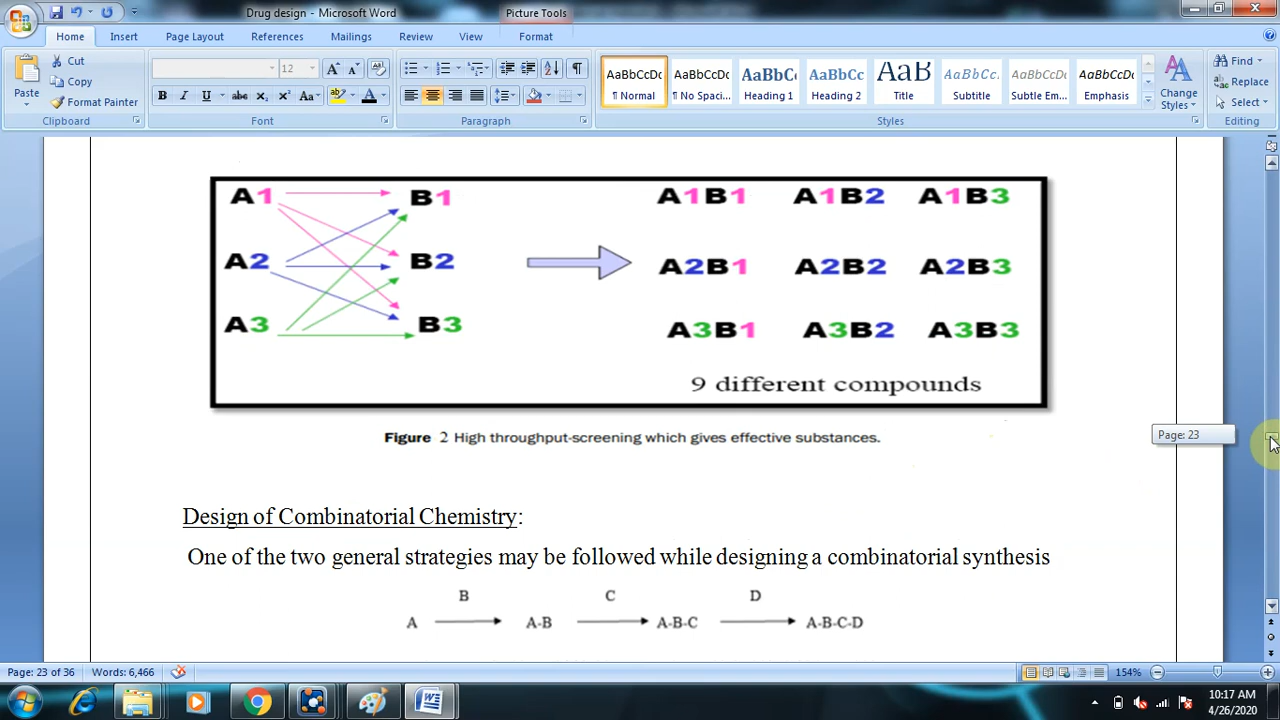 Drug design - Microsoft Word
Picture Tools
Home Insert Page Layout References Mailings Review View Format
Paste
Cut
Copy
Format Painter
Clipboard
12
Font
Paragraph
AaBbCcDc AaBbCcDc AaBbC AaBbCc AaB AaBbCc. AaBbCcDc AaBbCcDc
¶ Normal ¶ No Spaci... Heading 1 Heading 2 Title Subtitle Subtle Em... Emphasis
Styles
Change Styles
Find
Replace
Select
Editing
A1 B1 A1B1 A1B2 A1B3
A2 B2 A2B1 A2B2 A2B3
A3 B3 A3B1 A3B2 A3B3
9 different compounds
Figure 2 High throughput-screening which gives effective substances.
Page: 23
Design of Combinatorial Chemistry:
One of the two general strategies may be followed while designing a combinatorial synthesis
B C D
A A-B A-B-C A-B-C-D
Page: 23 of 36 Words: 6,466 154%
10:17 AM
4/26/2020